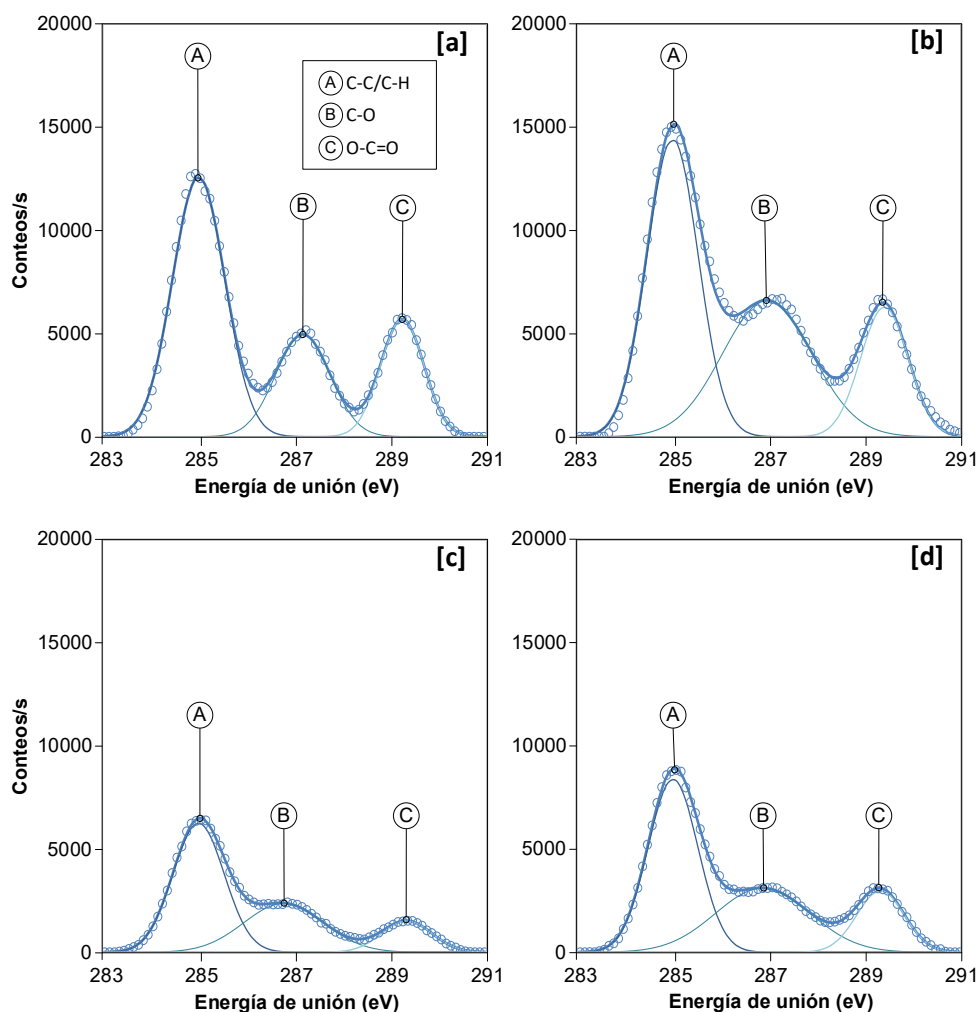 20000
[a]
A
A C-C/C-H
B C-O
C O-C=O
15000
B
C
10000
5000
0
283 285 287 289 291
Energía de unión (eV)
Conteos/s
20000
[b]
A
15000
B
C
10000
5000
0
283 285 287 289 291
Energía de unión (eV)
20000
[c]
15000
A
10000
B
C
5000
0
283 285 287 289 291
Energía de unión (eV)
Conteos/s
20000
[d]
15000
A
10000
B
C
5000
0
283 285 287 289 291
Energía de unión (eV)